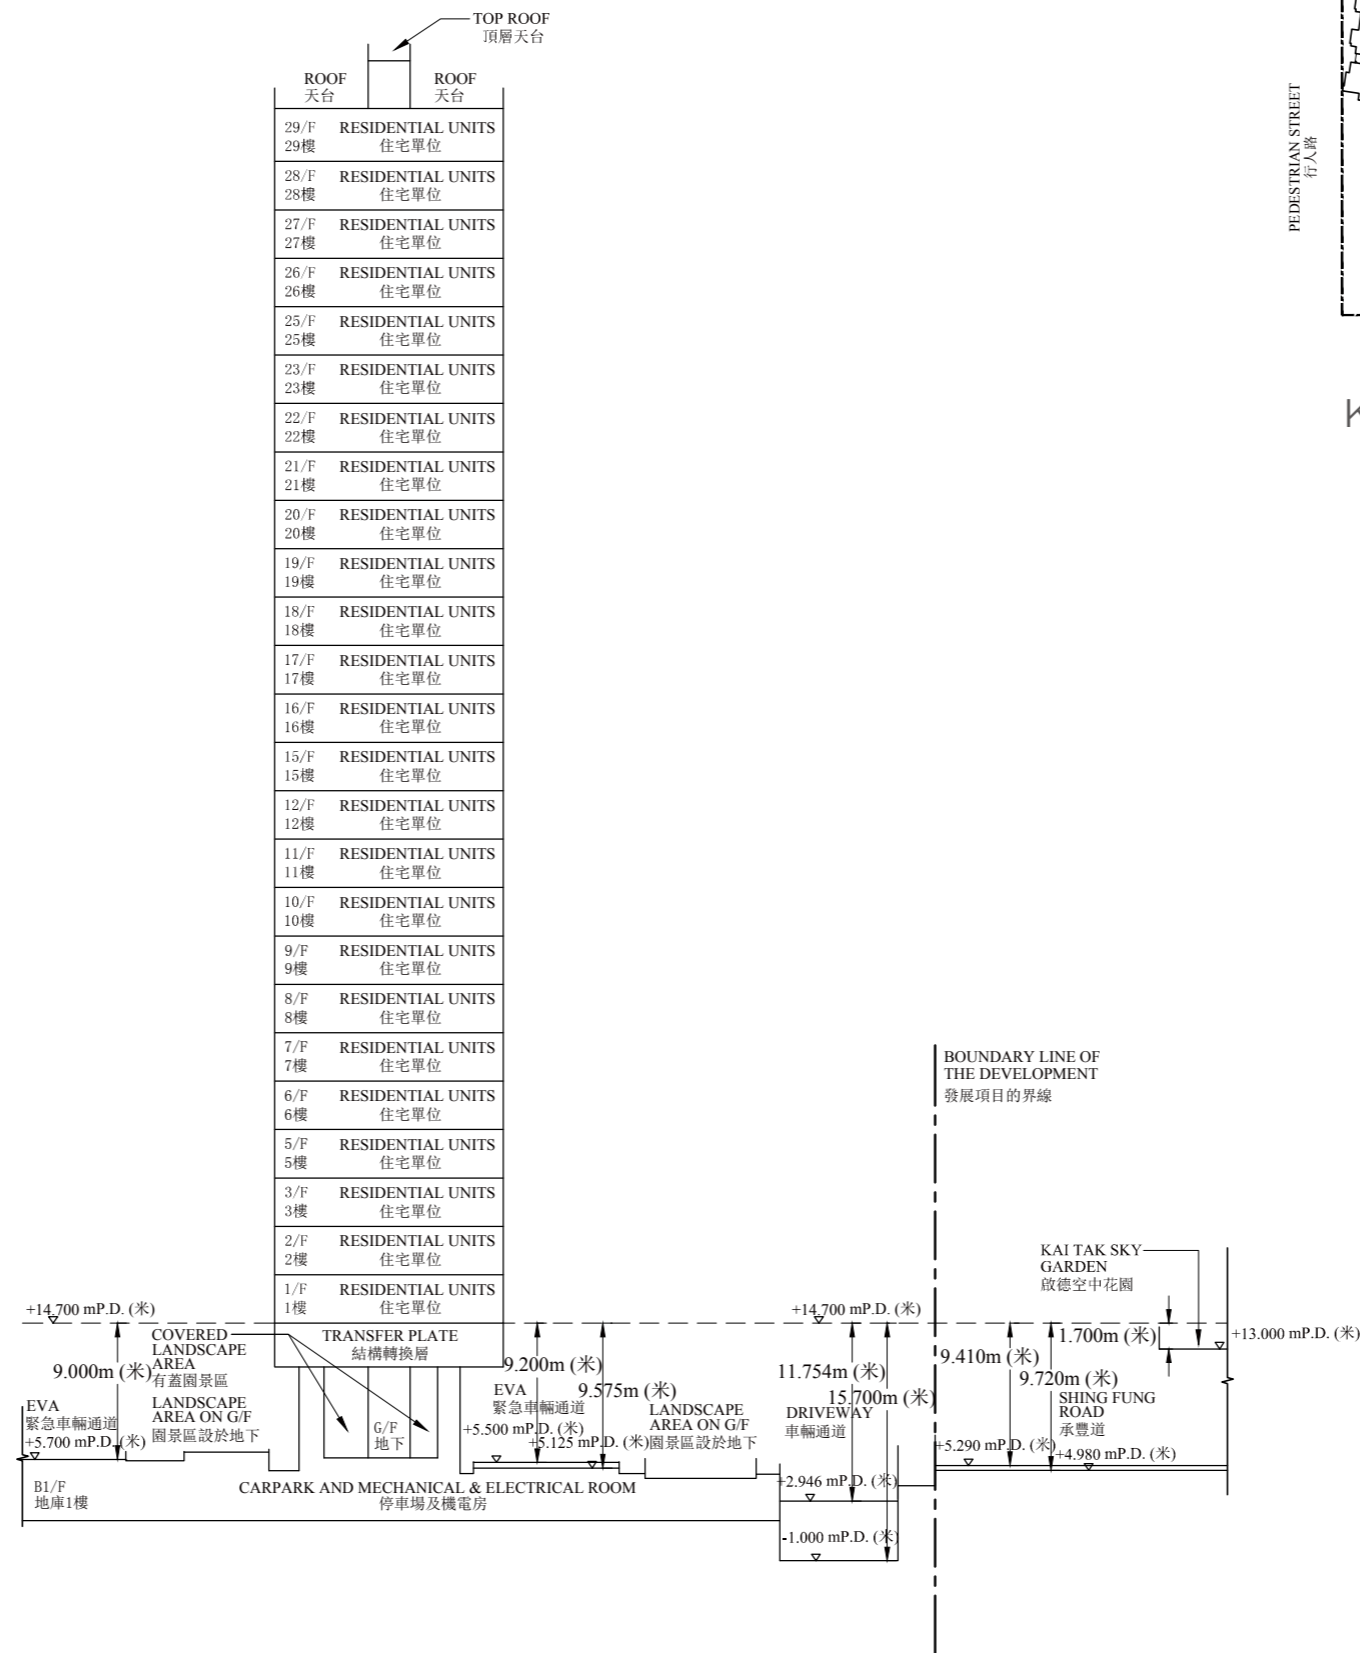 TOP ROOF
頂層天台
ROOF
天台
ROOF
天台
29/F RESIDENTIAL UNITS
29樓 住宅單位
28/F RESIDENTIAL UNITS
28樓 住宅單位
27/F RESIDENTIAL UNITS
27樓 住宅單位
26/F RESIDENTIAL UNITS
26樓 住宅單位
25/F RESIDENTIAL UNITS
25樓 住宅單位
23/F RESIDENTIAL UNITS
23樓 住宅單位
22/F RESIDENTIAL UNITS
22樓 住宅單位
21/F RESIDENTIAL UNITS
21樓 住宅單位
20/F RESIDENTIAL UNITS
20樓 住宅單位
19/F RESIDENTIAL UNITS
19樓 住宅單位
18/F RESIDENTIAL UNITS
18樓 住宅單位
17/F RESIDENTIAL UNITS
17樓 住宅單位
16/F RESIDENTIAL UNITS
16樓 住宅單位
15/F RESIDENTIAL UNITS
15樓 住宅單位
12/F RESIDENTIAL UNITS
12樓 住宅單位
11/F RESIDENTIAL UNITS
11樓 住宅單位
10/F RESIDENTIAL UNITS
10樓 住宅單位
9/F RESIDENTIAL UNITS
9樓 住宅單位
8/F RESIDENTIAL UNITS
8樓 住宅單位
7/F RESIDENTIAL UNITS
7樓 住宅單位
6/F RESIDENTIAL UNITS
6樓 住宅單位
5/F RESIDENTIAL UNITS
5樓 住宅單位
3/F RESIDENTIAL UNITS
3樓 住宅單位
2/F RESIDENTIAL UNITS
2樓 住宅單位
1/F RESIDENTIAL UNITS
1樓 住宅單位
TRANSFER PLATE
結構轉換層
PEDESTRIAN STREET
行人路
K
BOUNDARY LINE OF
THE DEVELOPMENT
發展項目的界線
KAI TAK SKY
GARDEN
啟德空中花園
+14.700 mP.D. (米)
+14.700 mP.D. (米)
1.700m (米)
+13.000 mP.D. (米)
COVERED
LANDSCAPE
AREA
有蓋園景區
9.000m (米)
EVA
緊急車輛通道
+5.700 mP.D. (米)
LANDSCAPE
AREA ON G/F
園景區設於地下
G/F
地下
9.200m (米)
9.575m (米)
EVA
緊急車輛通道
+5.500 mP.D. (米)
+5.125 mP.D. (米)
LANDSCAPE
AREA ON G/F
園景區設於地下
11.754m (米)
15.700m (米)
DRIVEWAY
車輛通道
+2.946 mP.D. (米)
-1.000 mP.D. (米)
9.410m (米)
9.720m (米)
SHING FUNG
ROAD
承豐道
+5.290 mP.D. (米)
+4.980 mP.D. (米)
B1/F
地庫1樓
CARPARK AND MECHANICAL & ELECTRICAL ROOM
停車場及機電房